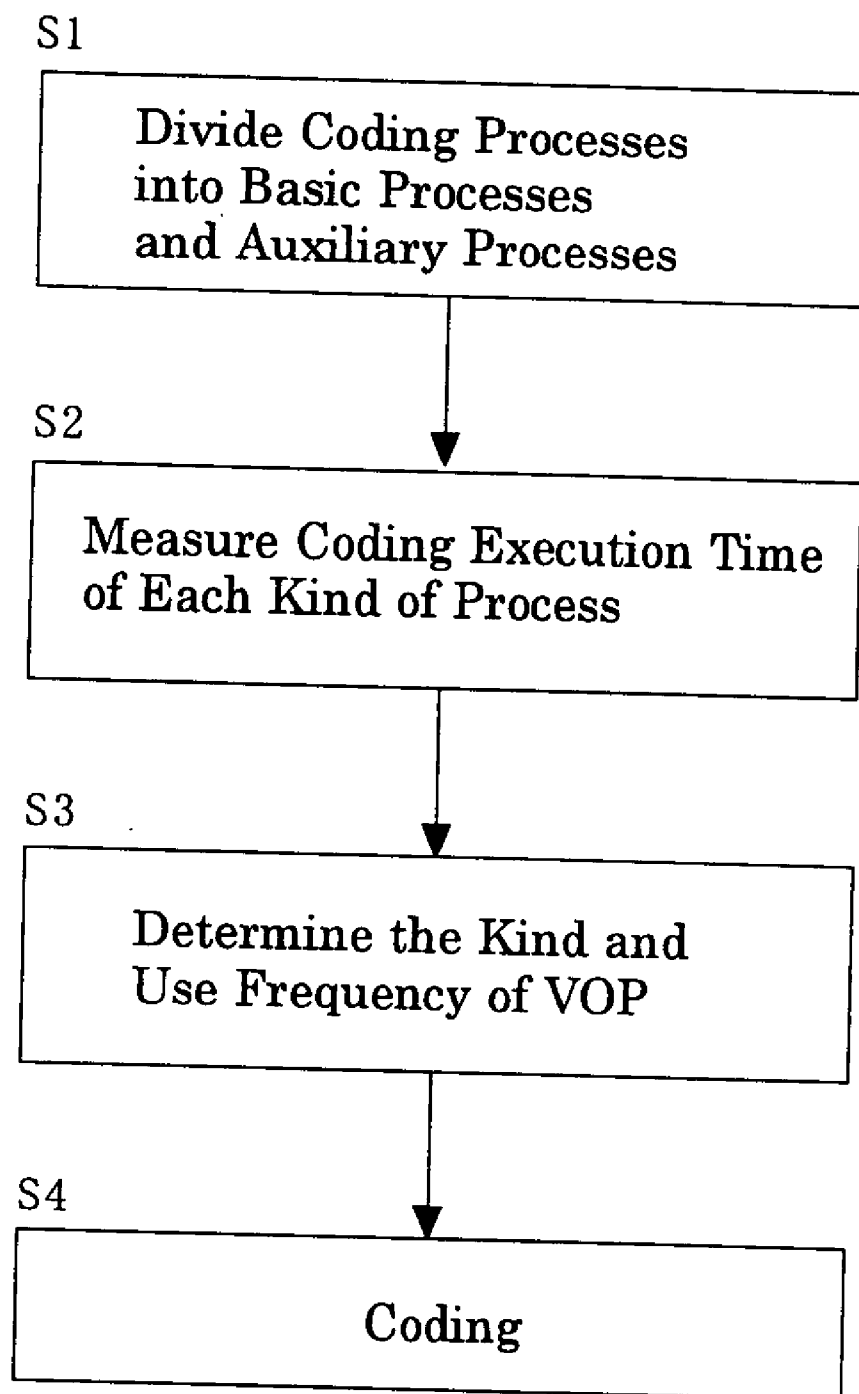 S1
Divide Coding Processes
into Basic Processes
and Auxiliary Processes
S2
Measure Coding Execution Time
of Each Kind of Process
S3
Determine the Kind and
Use Frequency of VOP
S4
Coding